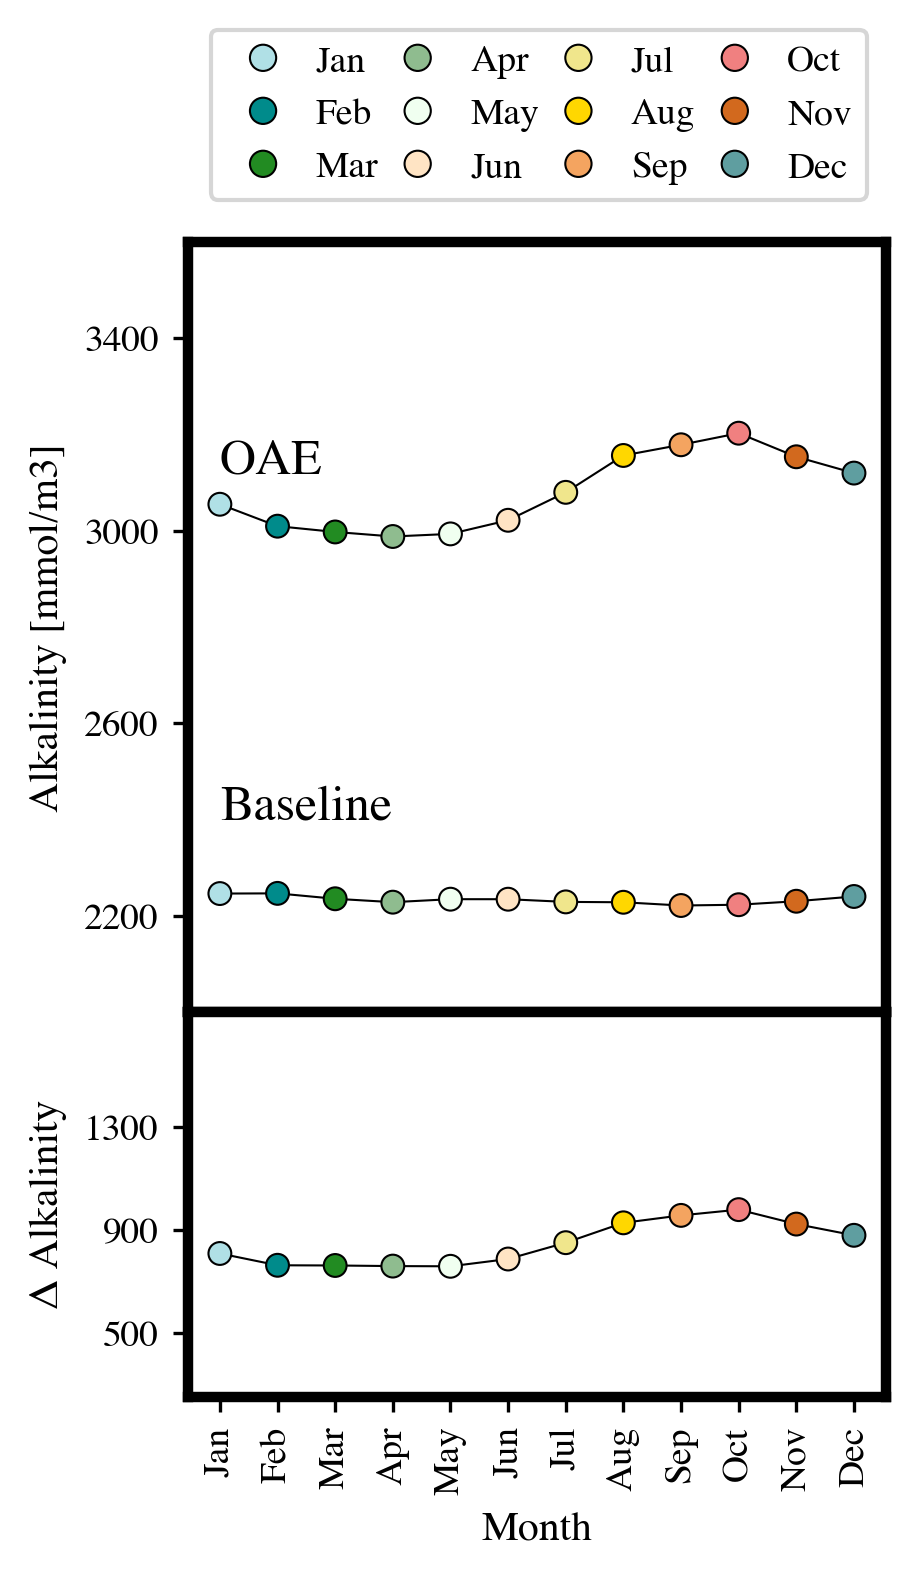 Jan Apr Jul Oct
Feb May Aug Nov
Mar Jun Sep Dec
Alkalinity [mmol/m3]
3400
OAE
3000
2600
Baseline
2200
Δ Alkalinity
1300
900
500
Jan Feb Mar Apr May Jun Jul Aug Sep Oct Nov Dec
Month